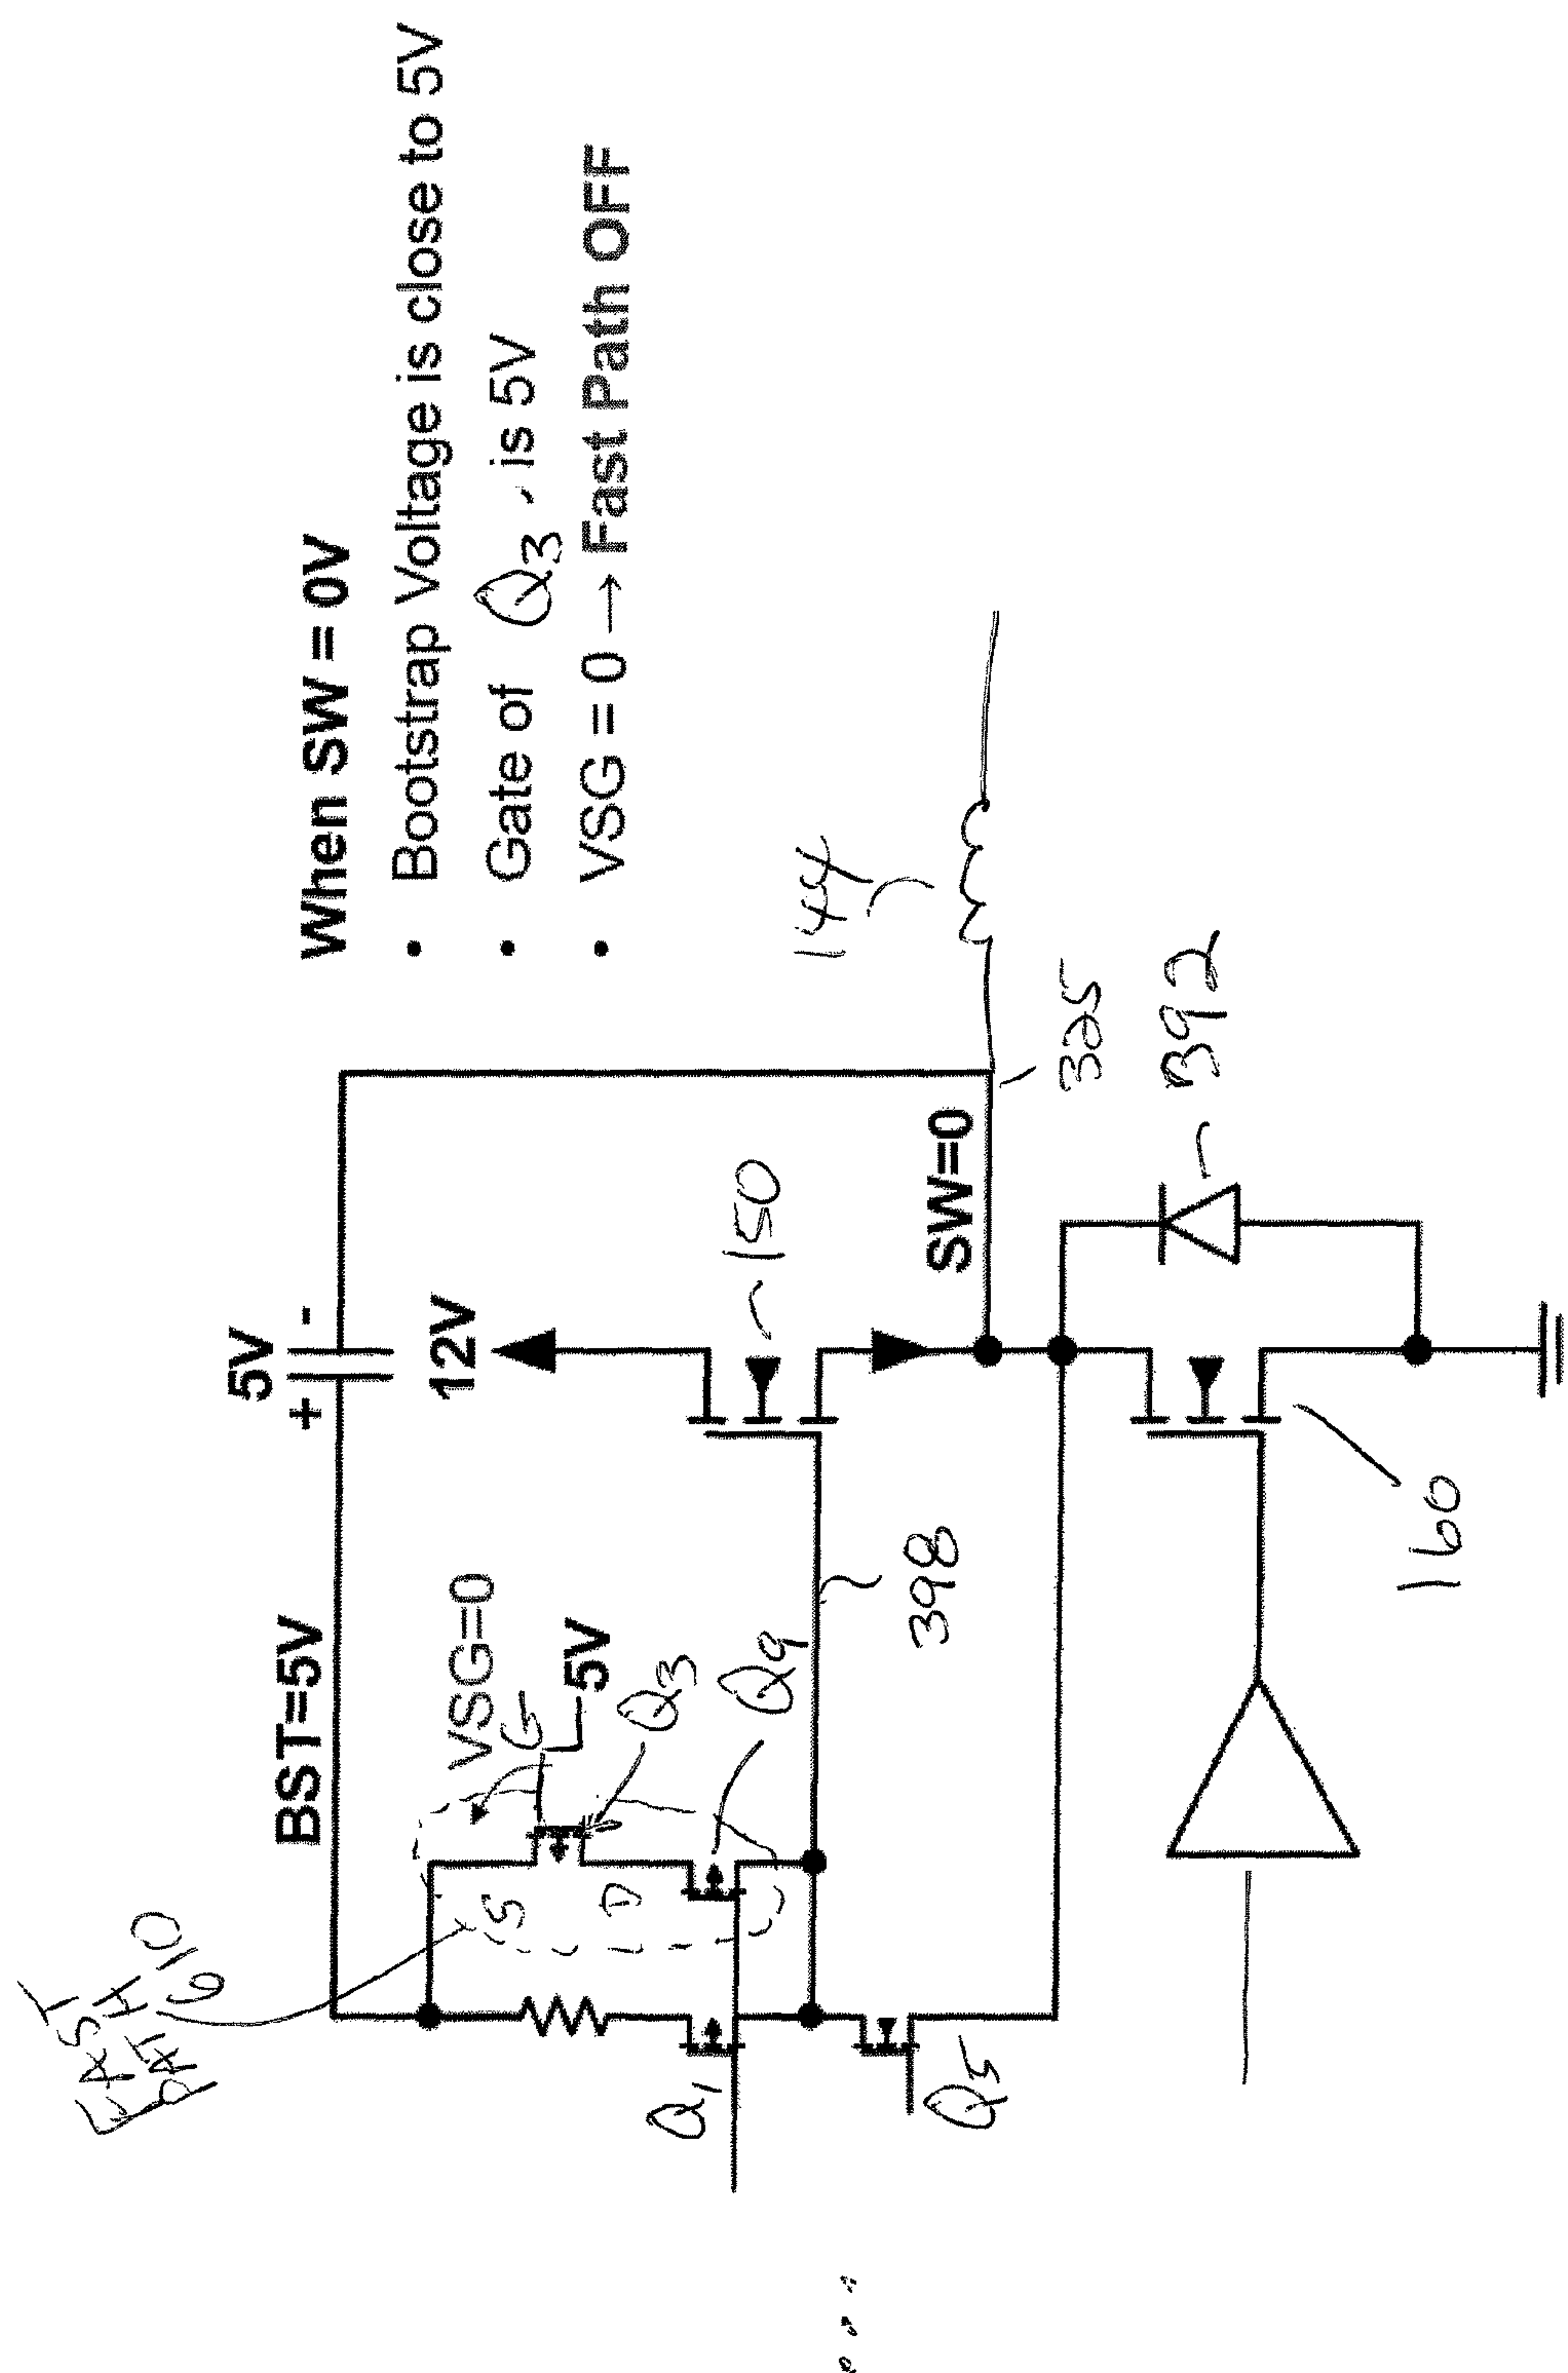 When SW = 0V
• Bootstrap Voltage is close to 5V
• Gate of Q3 is 5V
• VSG = 0 → Fast Path OFF
FAST
PATH
610
BST=5V
5V
+ -
12V
VSG=0
G
5V
S
D
Q3
Q9
Q1
Q5
398
150
SW=0
144
325
392
160